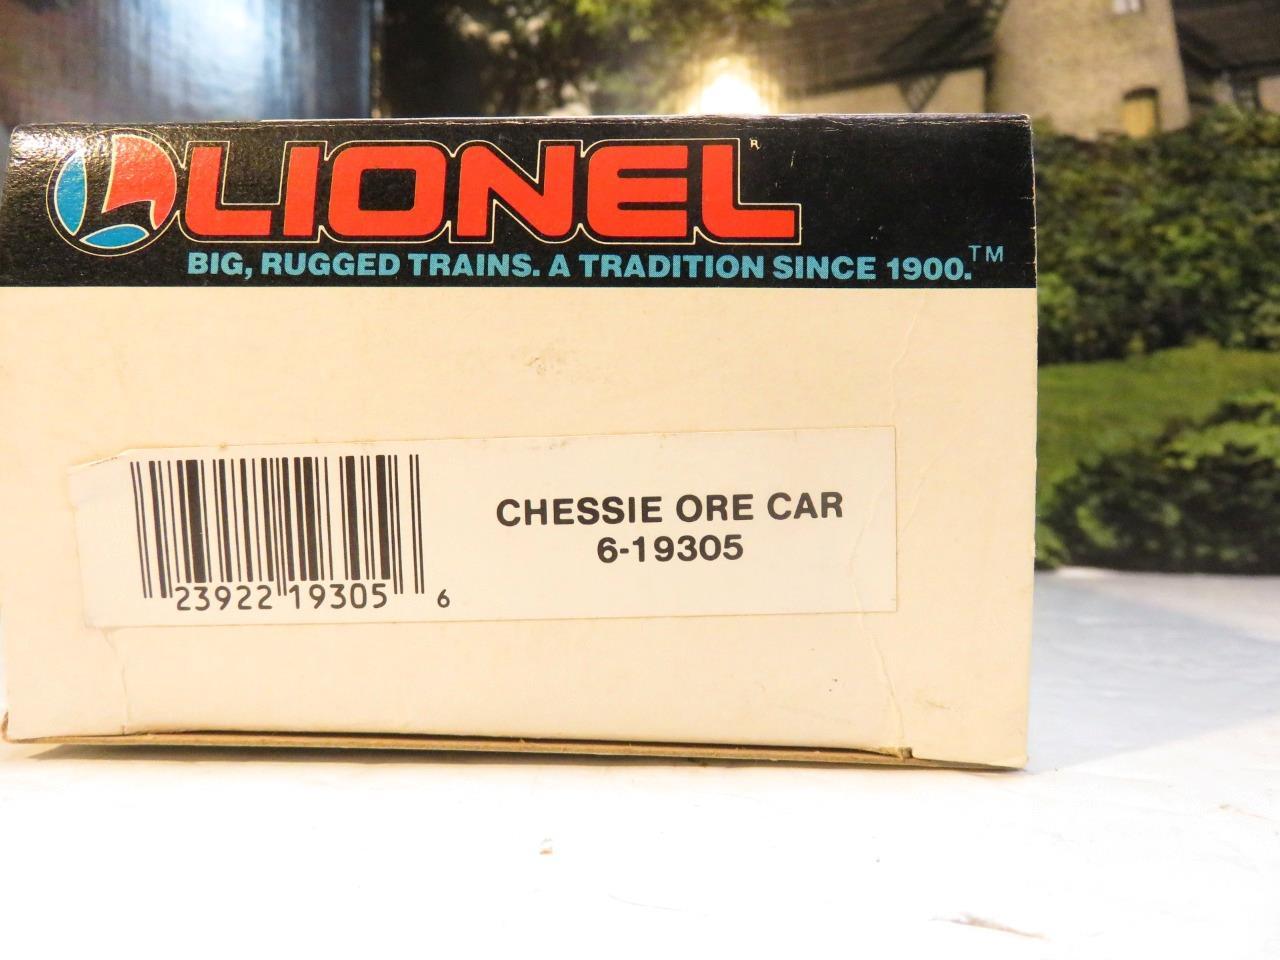 LIONEL R
BIG, RUGGED TRAINS. A TRADITION SINCE 1900.™
CHESSIE ORE CAR
6-19305
23922 19305 6